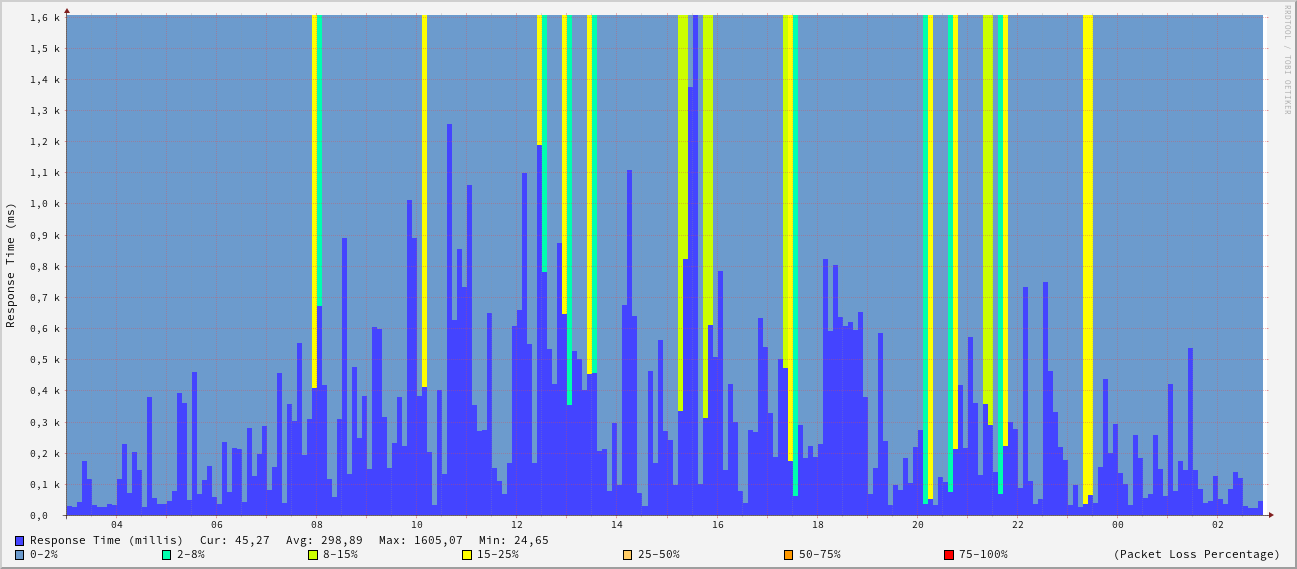 1,6 k
1,5 k
1,4 k
1,3 k
1,2 k
1,1 k
1,0 k
0,9 k
0,8 k
0,7 k
0,6 k
0,5 k
0,4 k
0,3 k
0,2 k
0,1 k
0,0
Response Time (ms)
RRDTOOL / TOBI OETIKER
04 06 08 10 12 14 16 18 20 22 00 02
Response Time (millis) Cur: 45,27 Avg: 298,89 Max: 1605,07 Min: 24,65
0-2% 2-8% 8-15% 15-25% 25-50% 50-75% 75-100% (Packet Loss Percentage)